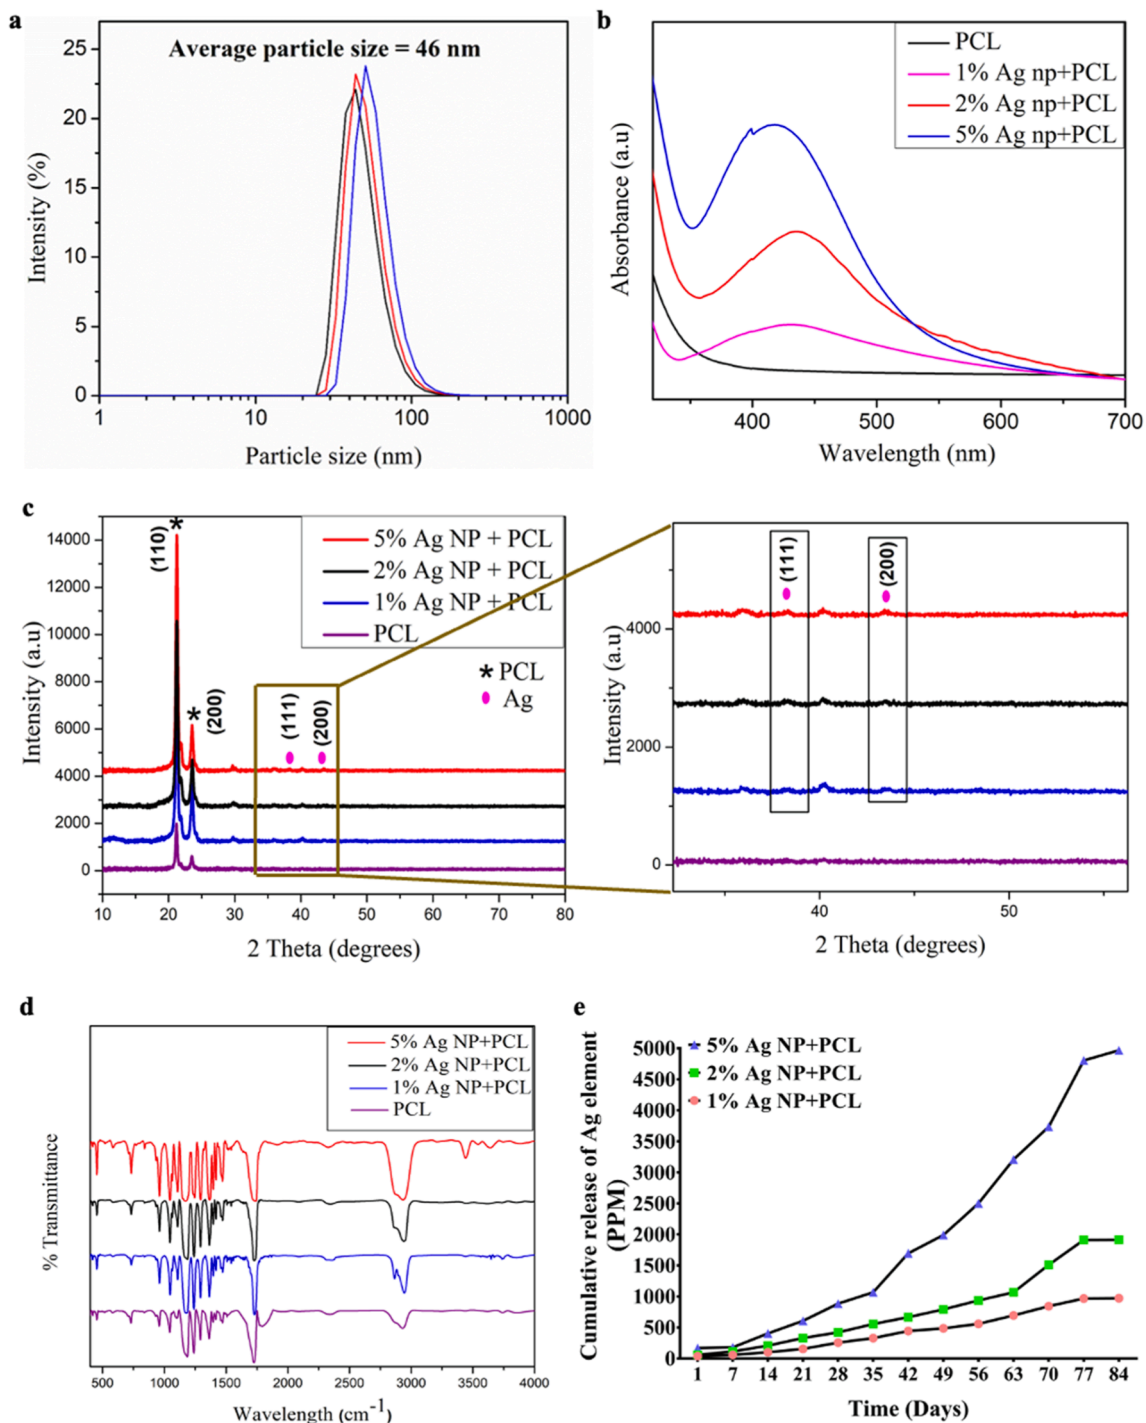 a
Average particle size = 46 nm
25
20
15
10
5
0
Intensity (%)
1
10
100
1000
Particle size (nm)
b
PCL
1% Ag np+PCL
2% Ag np+PCL
5% Ag np+PCL
Absorbance (a.u)
400
500
600
700
Wavelength (nm)
c
14000
12000
10000
8000
6000
4000
2000
0
Intensity (a.u)
(110)
*
*
(200)
(111)
(200)
5% Ag NP + PCL
2% Ag NP + PCL
1% Ag NP + PCL
PCL
* PCL
Ag
10
20
30
40
50
60
70
80
2 Theta (degrees)
(111)
(200)
4000
2000
0
Intensity (a.u)
40
50
2 Theta (degrees)
d
5% Ag NP+PCL
2% Ag NP+PCL
1% Ag NP+PCL
PCL
% Transmittance
500
1000
1500
2000
2500
3000
3500
4000
Wavelength (cm-1)
e
5% Ag NP+PCL
2% Ag NP+PCL
1% Ag NP+PCL
5000
4500
4000
3500
3000
2500
2000
1500
1000
500
0
Cumulative release of Ag element
(PPM)
1
7
14
21
28
35
42
49
56
63
70
77
84
Time (Days)